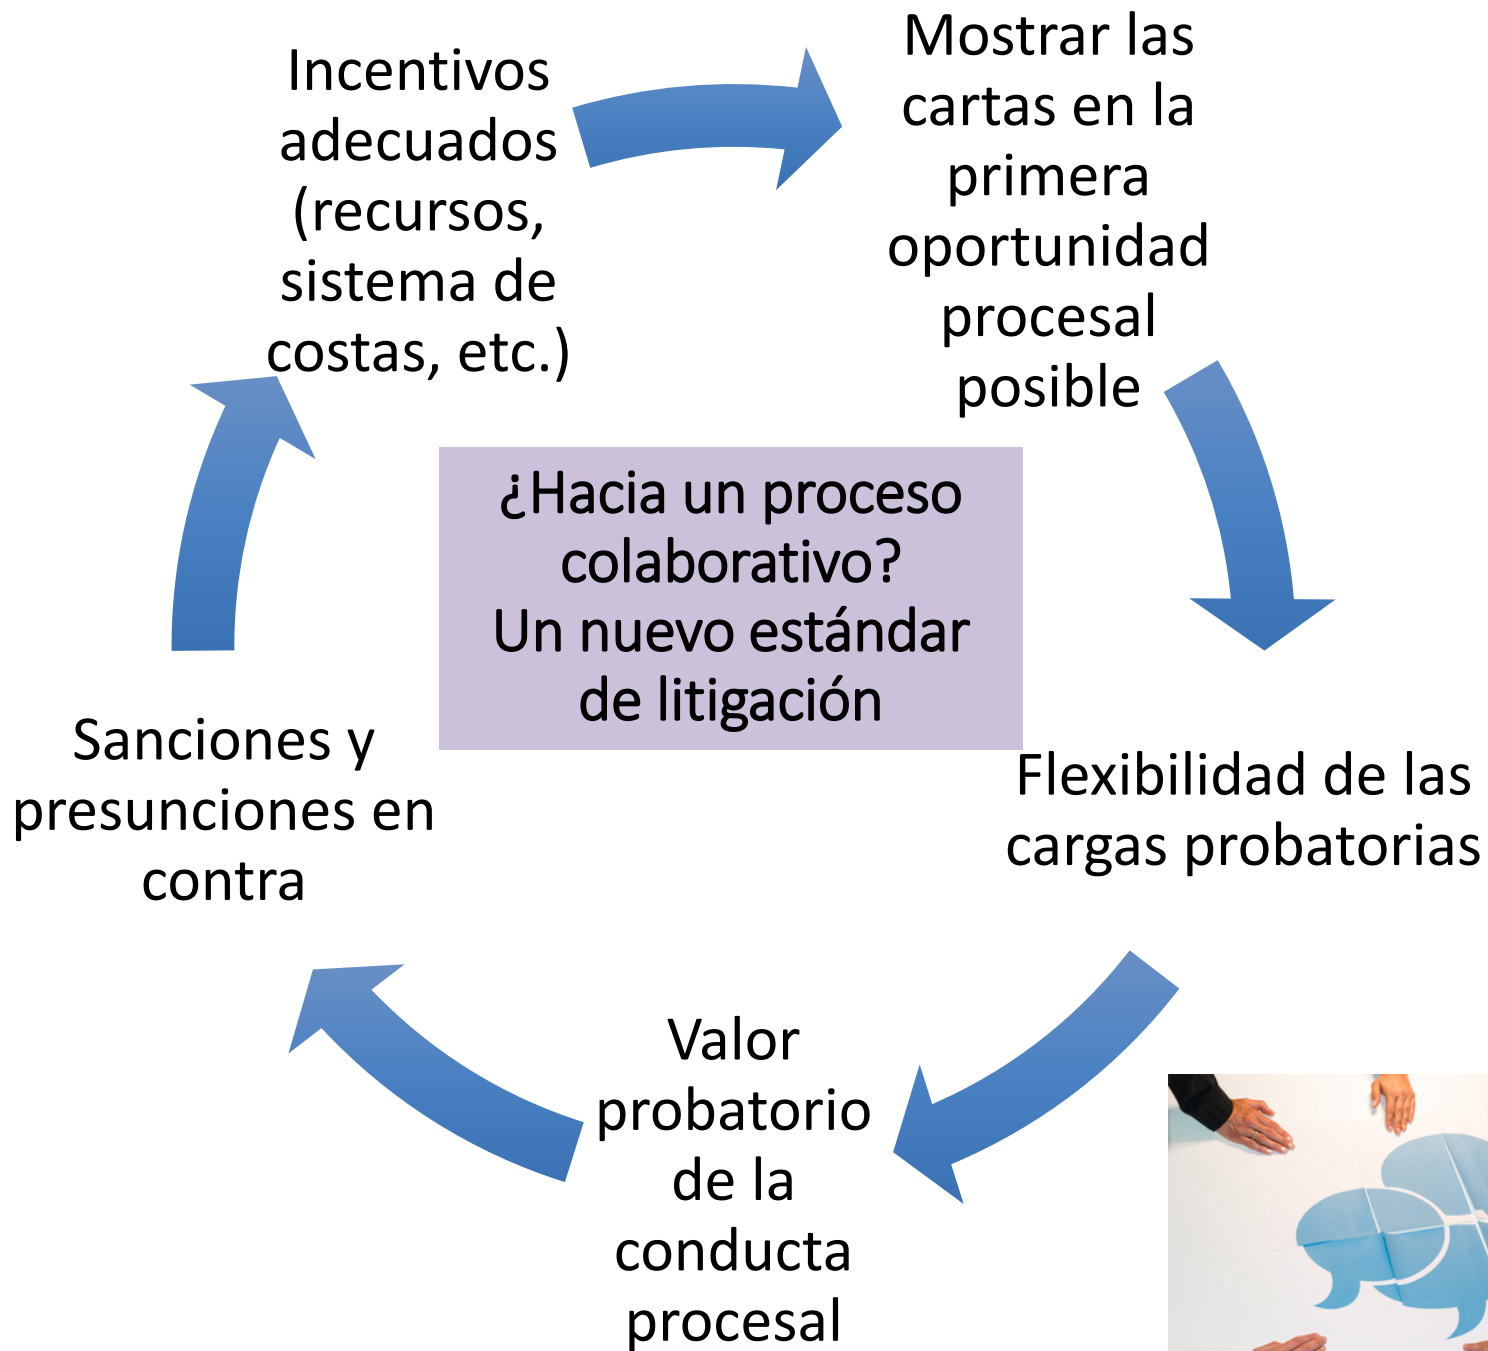 Incentivos
adecuados
(recursos,
sistema de
costas, etc.)
Mostrar las
cartas en la
primera
oportunidad
procesal
posible
¿Hacia un proceso
colaborativo?
Un nuevo estándar
de litigación
Flexibilidad de las
cargas probatorias
Valor
probatorio
de la
conducta
procesal
Sanciones y
presunciones en
contra